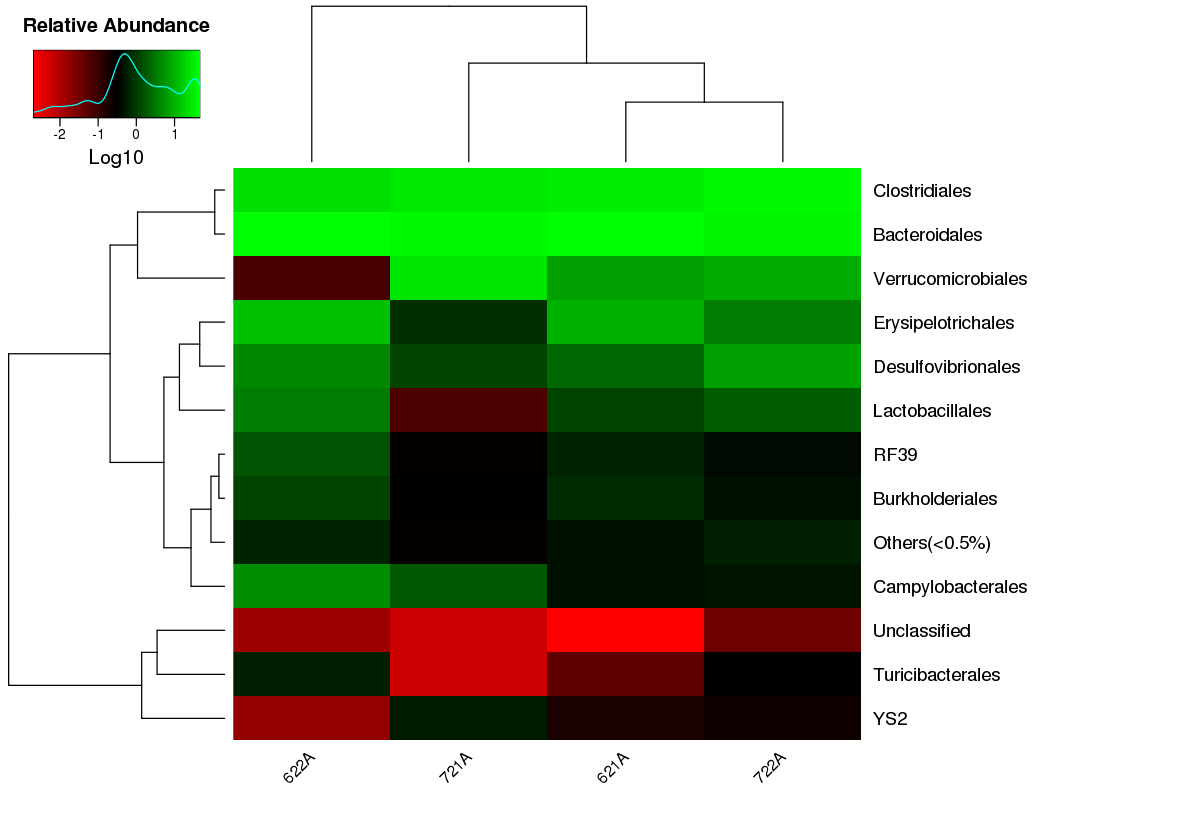 Relative Abundance
-2 -1 0 1
Log10
Clostridiales
Bacteroidales
Verrucomicrobiales
Erysipelotrichales
Desulfovibrionales
Lactobacillales
RF39
Burkholderiales
Others(<0.5%)
Campylobacterales
Unclassified
Turicibacterales
YS2
622A 721A 621A 722A